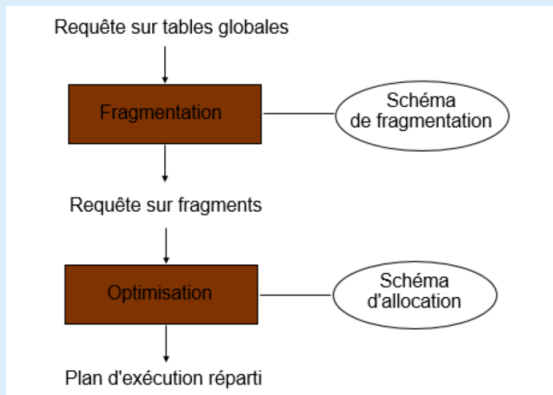 Requête sur tables globales
Fragmentation
Schéma
de fragmentation
Requête sur fragments
Optimisation
Schéma
d'allocation
Plan d'exécution réparti